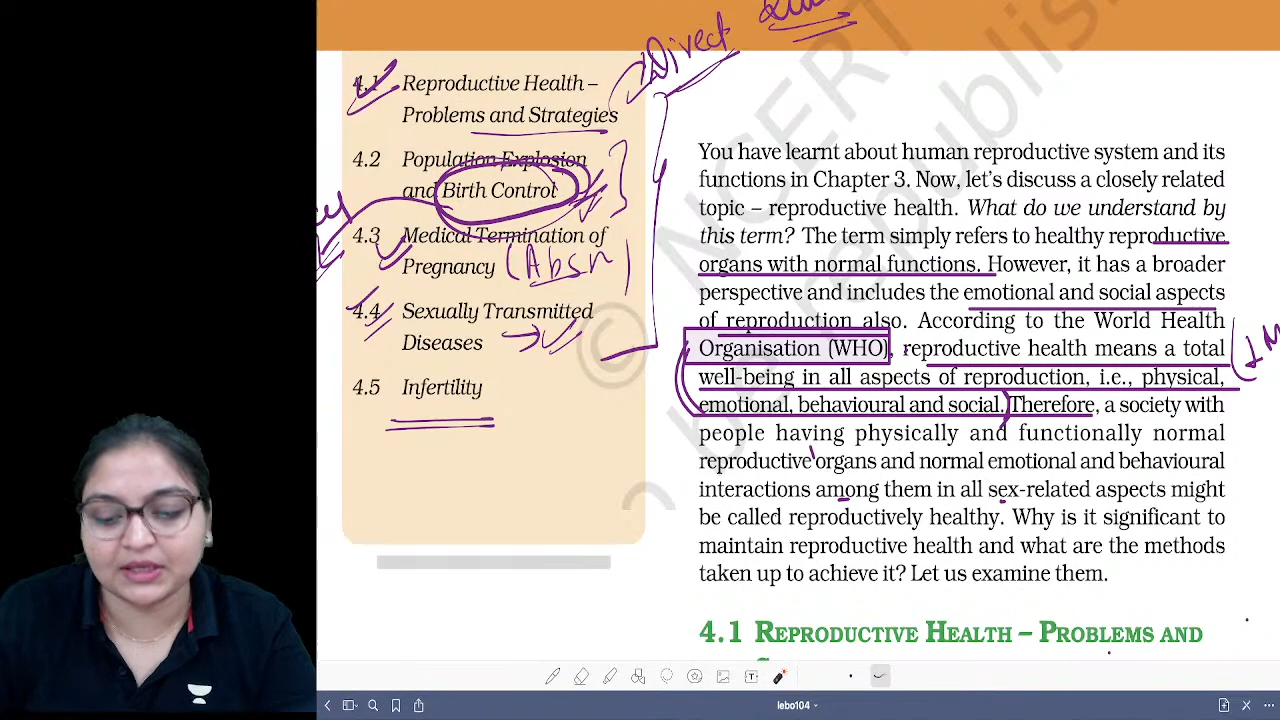 Direct
4.1 Reproductive Health –
Problems and Strategies
4.2 Population Explosion
and Birth Control
4.3 Medical Termination of
Pregnancy
4.4 Sexually Transmitted
Diseases
4.5 Infertility
You have learnt about human reproductive system and its
functions in Chapter 3. Now, let's discuss a closely related
topic – reproductive health. What do we understand by
this term? The term simply refers to healthy reproductive
organs with normal functions. However, it has a broader
perspective and includes the emotional and social aspects
of reproduction also. According to the World Health
Organisation (WHO), reproductive health means a total
well-being in all aspects of reproduction, i.e., physical,
emotional, behavioural and social. Therefore, a society with
people having physically and functionally normal
reproductive organs and normal emotional and behavioural
interactions among them in all sex-related aspects might
be called reproductively healthy. Why is it significant to
maintain reproductive health and what are the methods
taken up to achieve it? Let us examine them.
4.1 REPRODUCTIVE HEALTH – PROBLEMS AND
© NCERT
be republish
lebo104